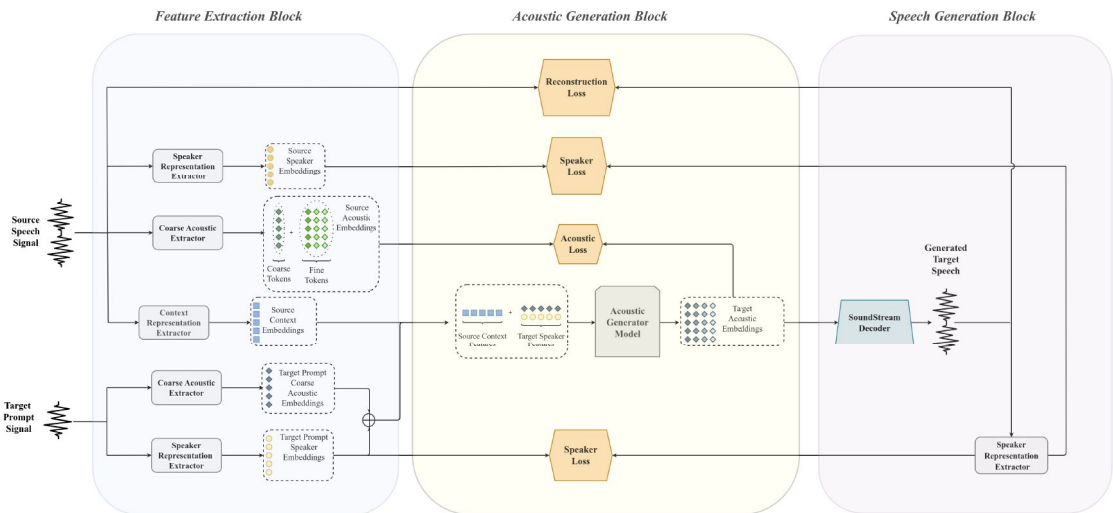 Feature Extraction Block
Acoustic Generation Block
Speech Generation Block
Reconstruction
Loss
Speaker
Representation
Extractor
Source
Speaker
Embeddings
Speaker
Loss
Source
Speech
Signal
Coarse Acoustic
Extractor
Source
Acoustic
Embeddings
+
Coarse
Tokens
Fine
Tokens
Acoustic
Loss
Generated
Target
Speech
Context
Representation
Extractor
Source
Context
Embeddings
+
Source Context
Target Speaker
Acoustic
Generator
Model
Target
Acoustic
Embeddings
SoundStream
Decoder
Target
Prompt
Signal
Coarse Acoustic
Extractor
Target Prompt
Coarse
Acoustic
Embeddings
Speaker
Representation
Extractor
Target Prompt
Speaker
Embeddings
Speaker
Loss
Speaker
Representation
Extractor